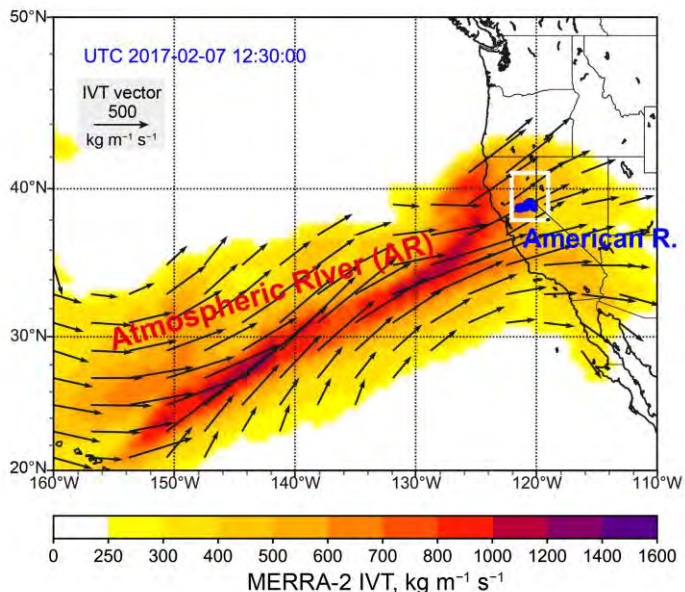 50°N
UTC 2017-02-07 12:30:00
IVT vector
500
kg m⁻¹ s⁻¹
40°N
American R.
Atmospheric River (AR)
30°N
20°N
160°W 150°W 140°W 130°W 120°W 110°W
0 250 300 400 500 600 700 800 1000 1200 1400 1600
MERRA-2 IVT, kg m⁻¹ s⁻¹